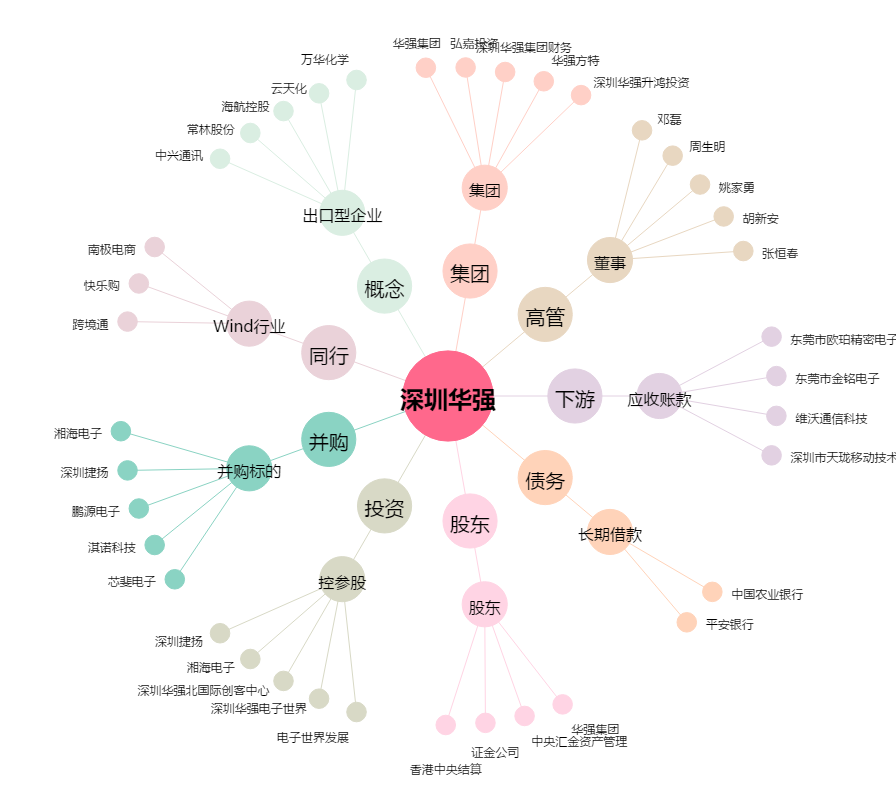 深圳华强
集团
集团
华强集团
弘嘉投资
深圳华强集团财务
华强方特
深圳华强升鸿投资
高管
董事
邓磊
周生明
姚家勇
胡新安
张恒春
下游
应收账款
东莞市欧珀精密电子
东莞市金铭电子
维沃通信科技
深圳市天珑移动技术
债务
长期借款
中国农业银行
平安银行
股东
股东
华强集团
中央汇金资产管理
证金公司
香港中央结算
投资
控参股
深圳捷扬
湘海电子
深圳华强北国际创客中心
深圳华强电子世界
电子世界发展
并购
并购标的
湘海电子
深圳捷扬
鹏源电子
淇诺科技
芯斐电子
同行
Wind行业
南极电商
快乐购
跨境通
概念
出口型企业
万华化学
云天化
海航控股
常林股份
中兴通讯